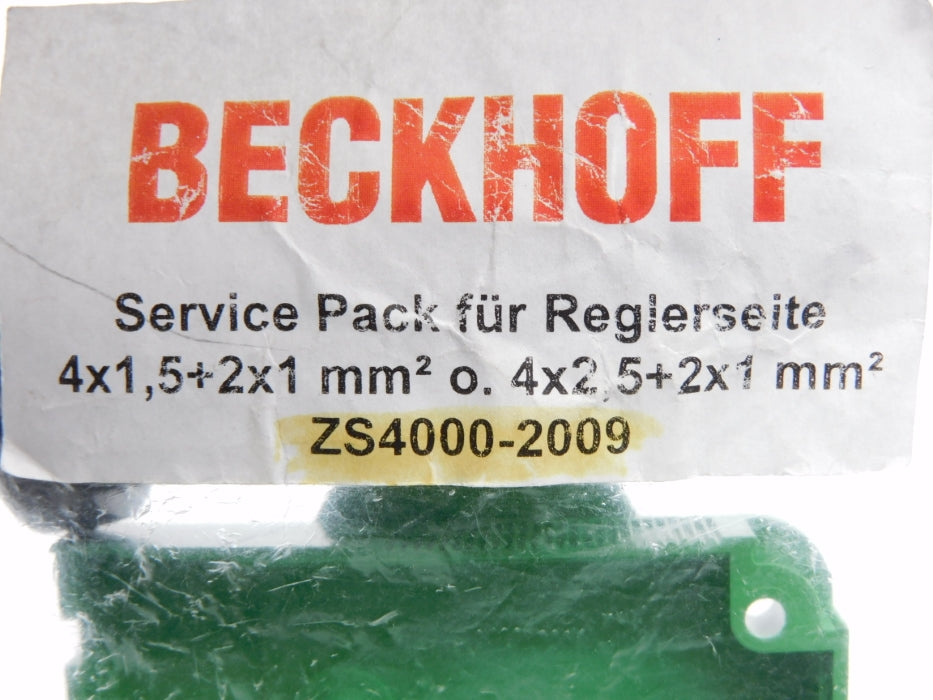 BECKHOFF
Service Pack für Reglerseite
4x1,5+2x1 mm² o. 4x2,5+2x1 mm²
ZS4000-2009